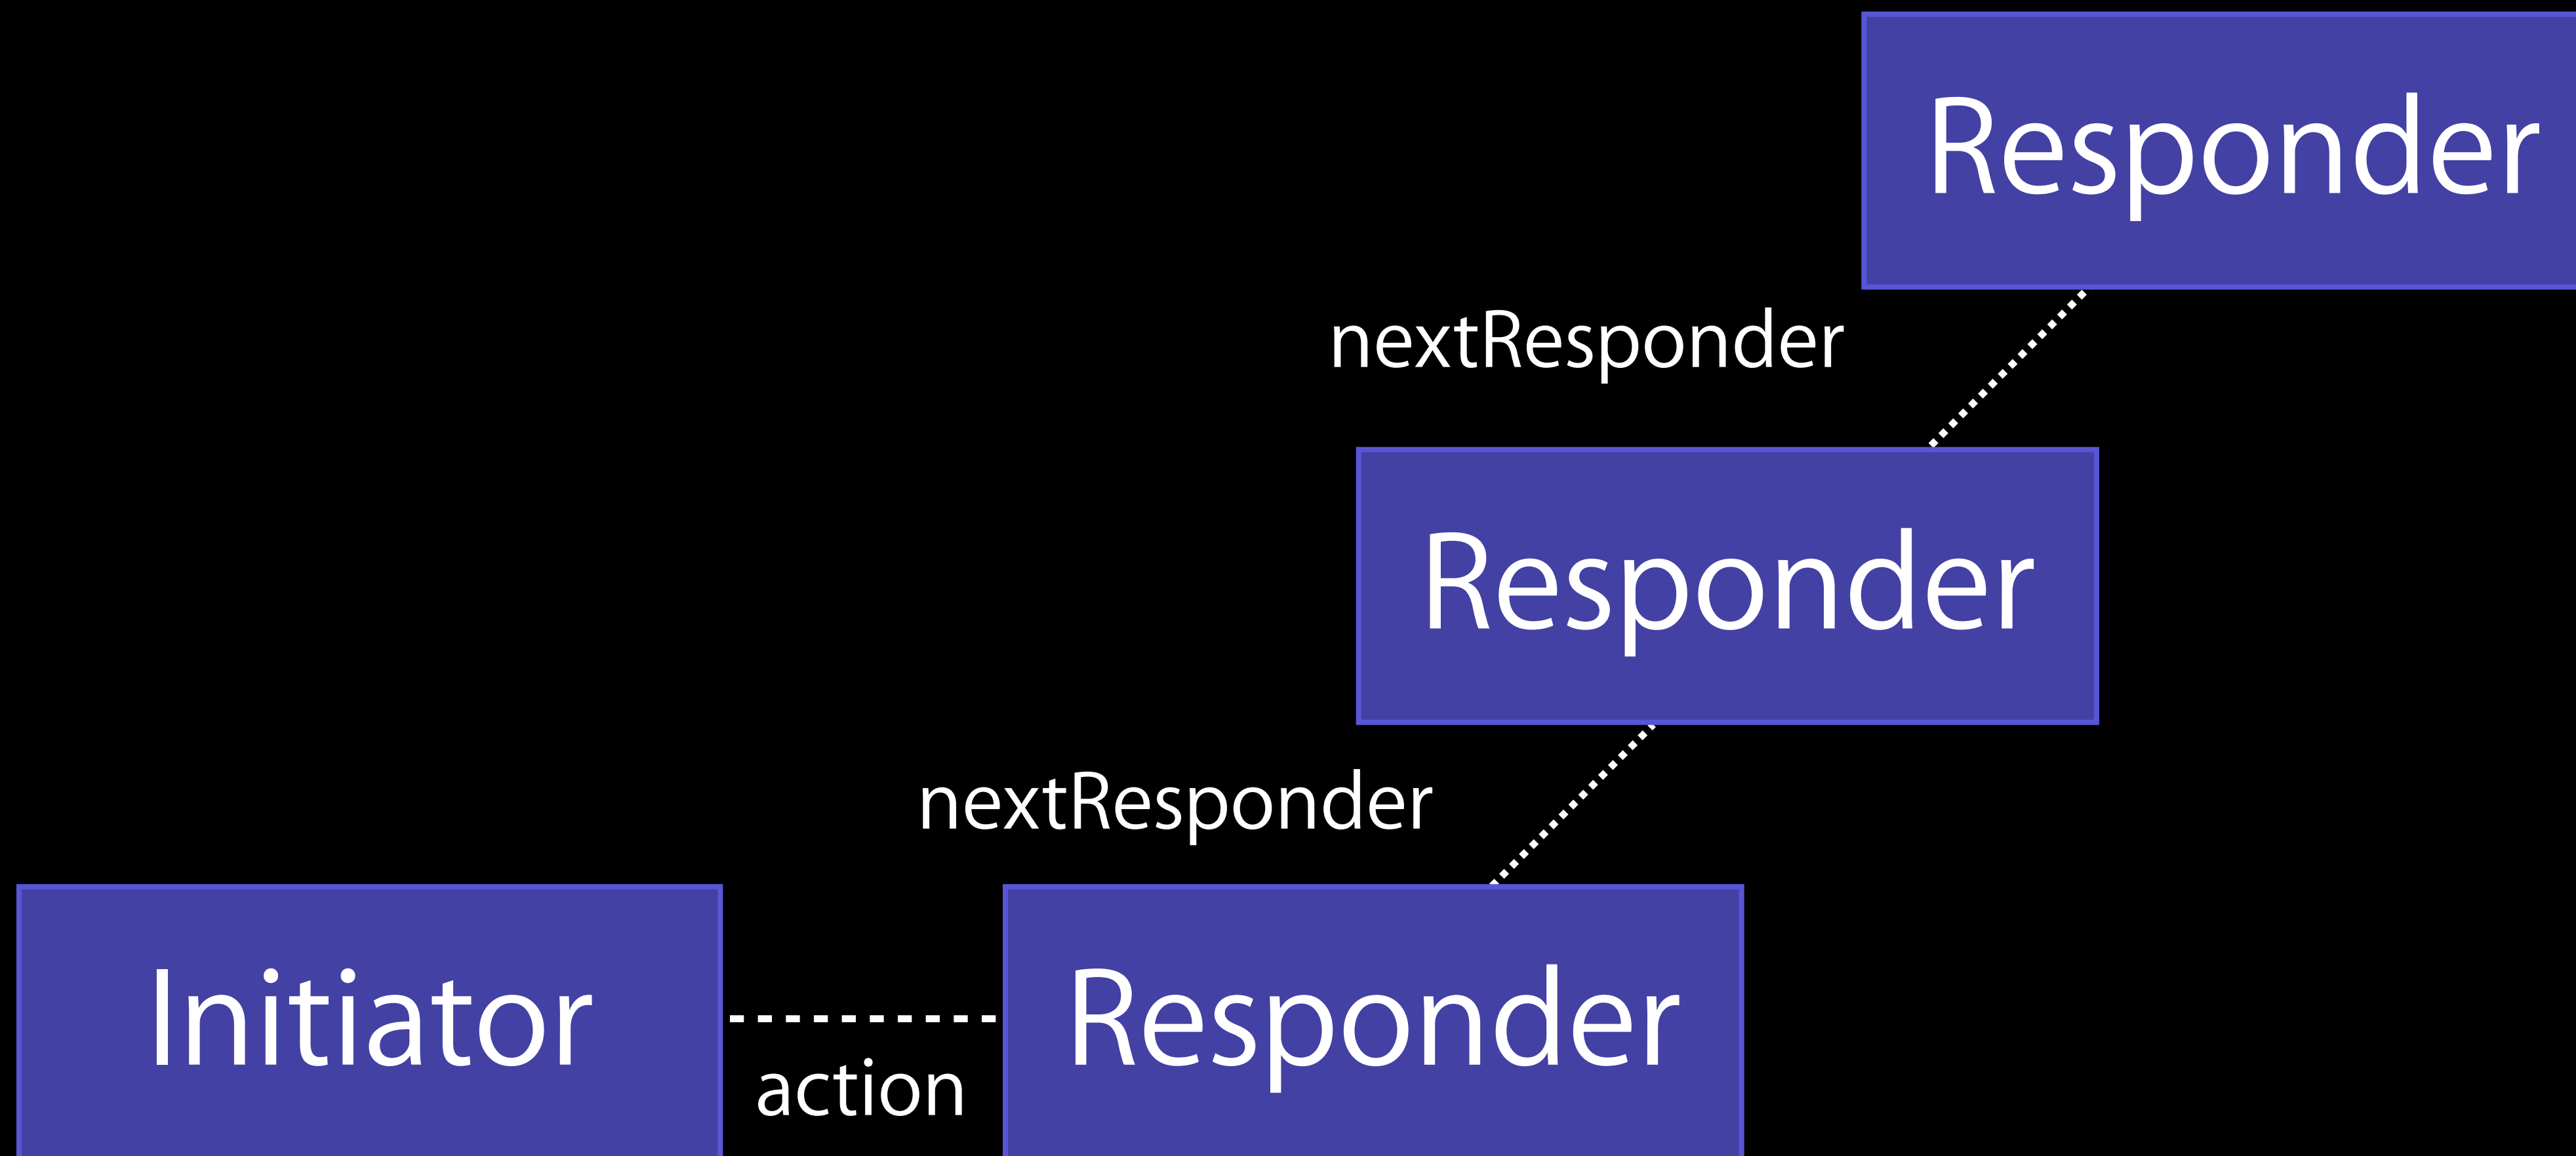 Responder
nextResponder
Responder
nextResponder
Initiator
action
Responder